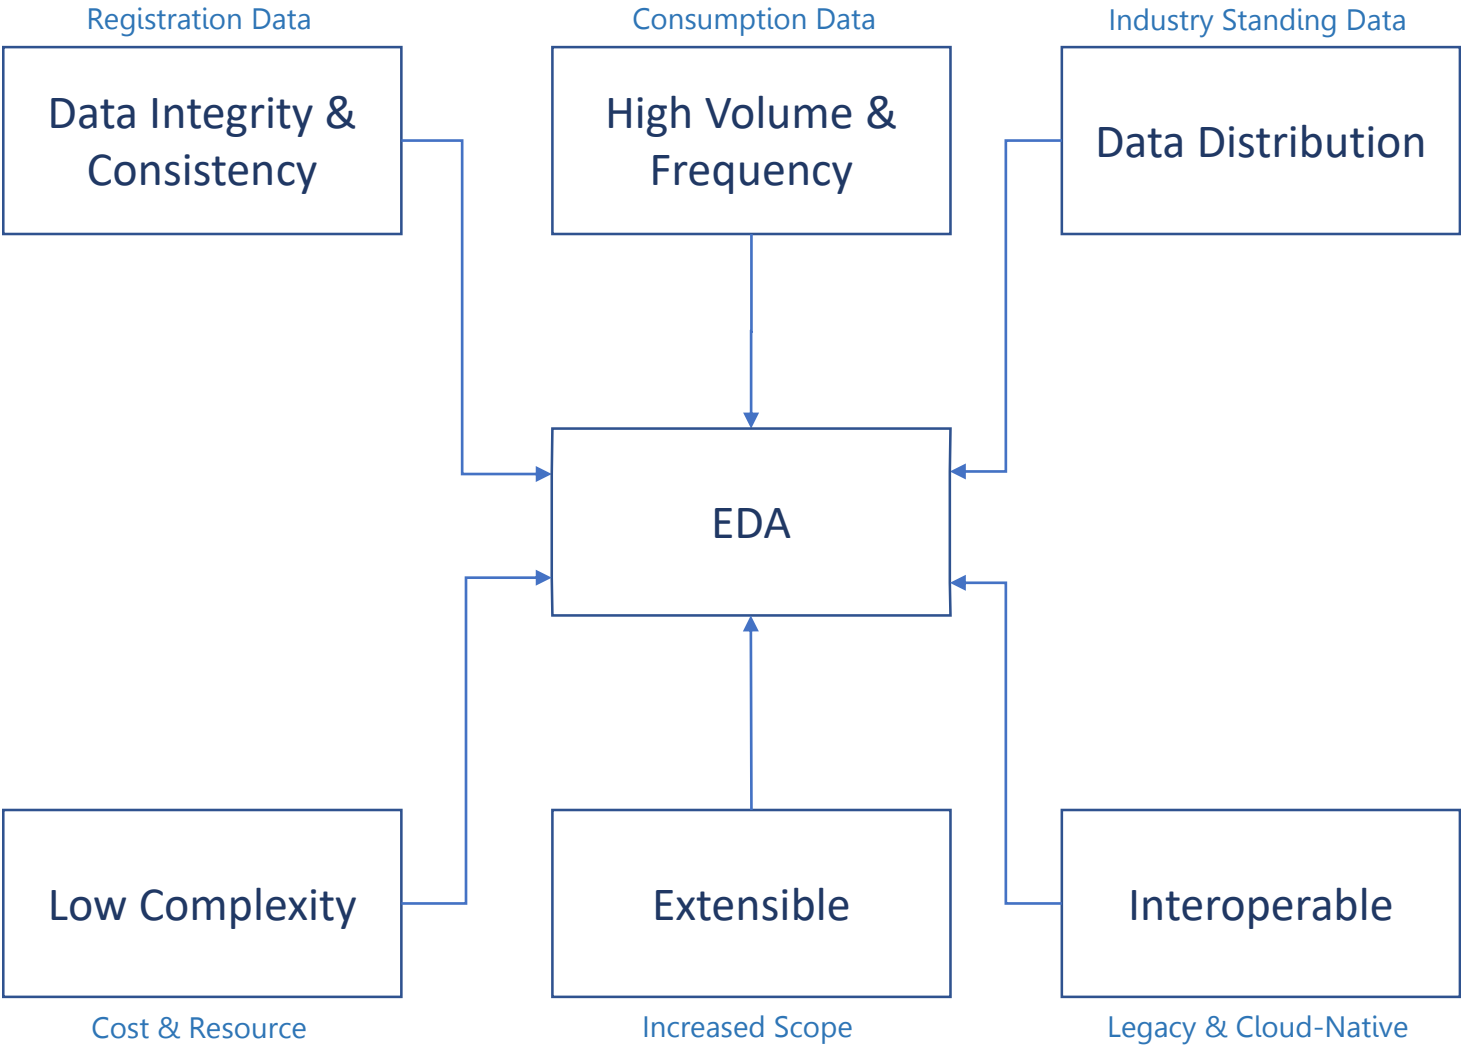 Registration Data
Consumption Data
Industry Standing Data
Data Integrity &
Consistency
High Volume &
Frequency
Data Distribution
EDA
Low Complexity
Extensible
Interoperable
Cost & Resource
Increased Scope
Legacy & Cloud-Native